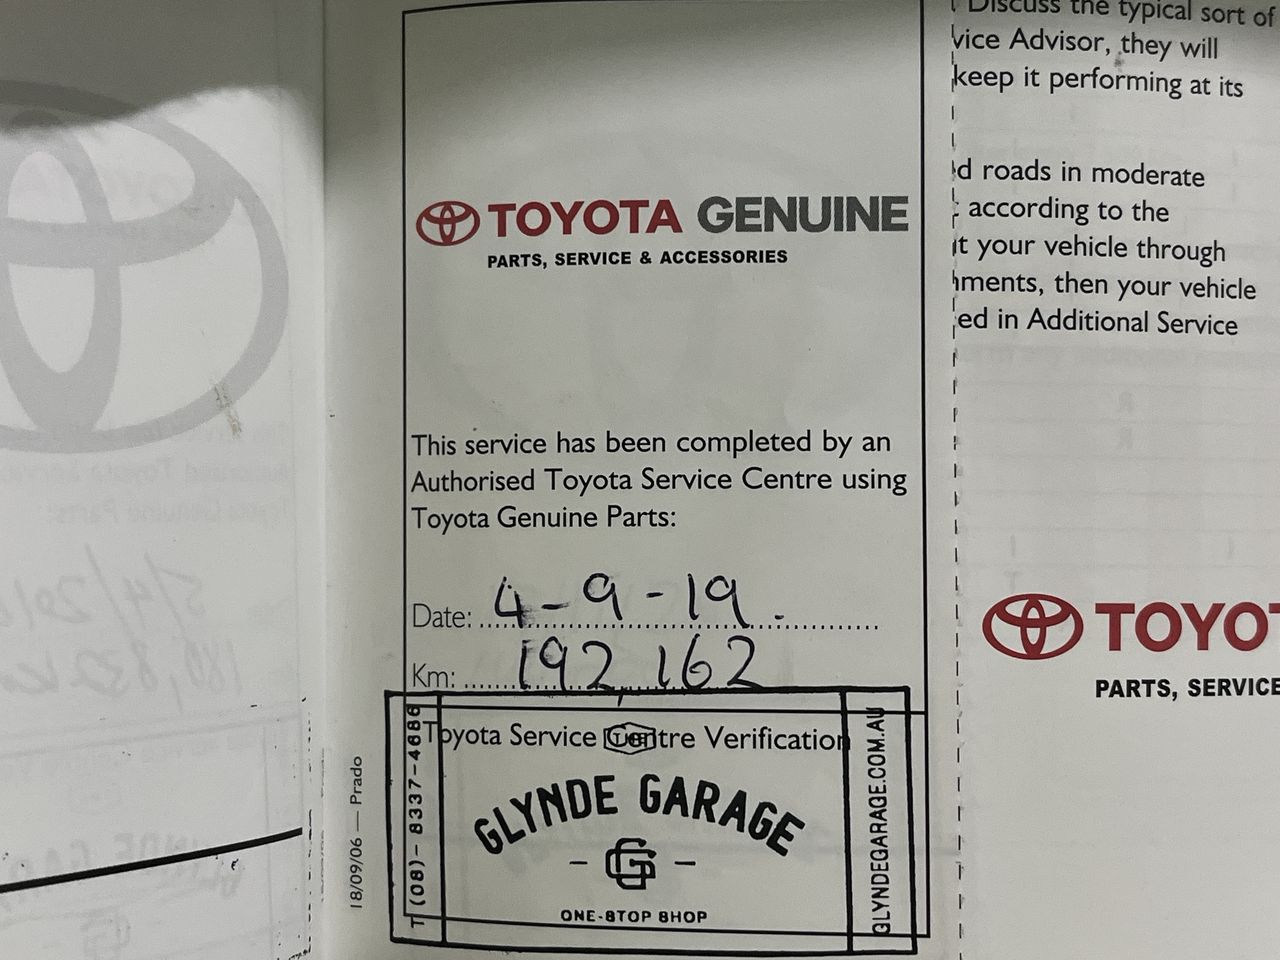 Discuss the typical sort of
vice Advisor, they will
keep it performing at its
d roads in moderate
: according to the
t your vehicle through
ments, then your vehicle
ed in Additional Service
TOYOTA GENUINE
PARTS, SERVICE & ACCESSORIES
This service has been completed by an
Authorised Toyota Service Centre using
Toyota Genuine Parts:
Date: 4-9-19.
Km: 192,162
Toyota Service Centre Verification
GLYNDE GARAGE
GG
ONE-STOP SHOP
T (08)- 8337-4686
GLYNDEGARAGE.COM.AU
18/09/06 — Prado
TOYO
PARTS, SERVICE